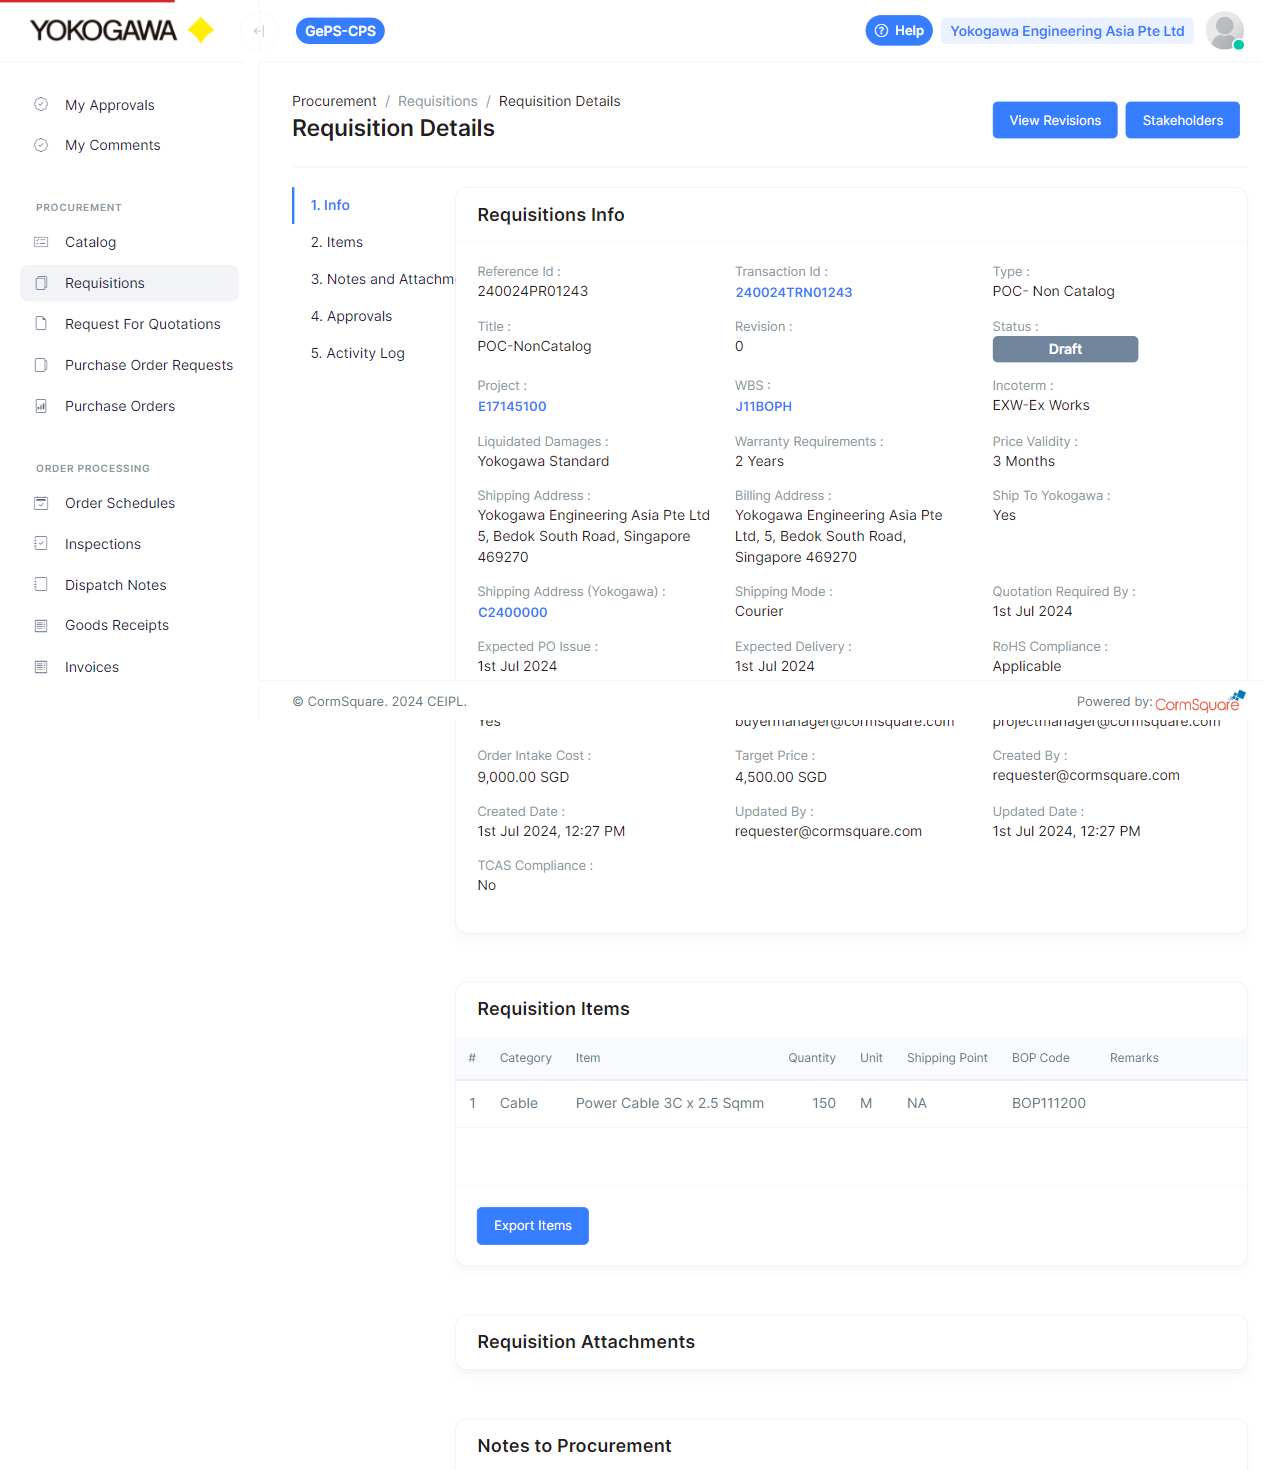 YOKOGAWA
GePS-CPS
Help
Yokogawa Engineering Asia Pte Ltd
My Approvals
My Comments
PROCUREMENT
Catalog
Requisitions
Request For Quotations
Purchase Order Requests
Purchase Orders
ORDER PROCESSING
Order Schedules
Inspections
Dispatch Notes
Goods Receipts
Invoices
Procurement / Requisitions / Requisition Details
Requisition Details
View Revisions
Stakeholders
1. Info
2. Items
3. Notes and Attachm
4. Approvals
5. Activity Log
Requisitions Info
Reference Id : Transaction Id : Type :
240024PR01243 240024TRN01243 POC- Non Catalog
Title : Revision : Status :
POC-NonCatalog 0 Draft
Project : WBS : Incoterm :
E17145100 J11BOPH EXW-Ex Works
Liquidated Damages : Warranty Requirements : Price Validity :
Yokogawa Standard 2 Years 3 Months
Shipping Address : Billing Address : Ship To Yokogawa :
Yokogawa Engineering Asia Pte Ltd Yokogawa Engineering Asia Pte Yes
5, Bedok South Road, Singapore Ltd, 5, Bedok South Road,
469270 Singapore 469270
Shipping Address (Yokogawa) : Shipping Mode : Quotation Required By :
C2400000 Courier 1st Jul 2024
Expected PO Issue : Expected Delivery : RoHS Compliance :
1st Jul 2024 1st Jul 2024 Applicable
© CormSquare. 2024 CEIPL. Powered by: CormSquare
Yes buyermanager@cormsquare.com projectmanager@cormsquare.com
Order Intake Cost : Target Price : Created By :
9,000.00 SGD 4,500.00 SGD requester@cormsquare.com
Created Date : Updated By : Updated Date :
1st Jul 2024, 12:27 PM requester@cormsquare.com 1st Jul 2024, 12:27 PM
TCAS Compliance :
No
Requisition Items
# Category Item Quantity Unit Shipping Point BOP Code Remarks
1 Cable Power Cable 3C x 2.5 Sqmm 150 M NA BOP111200
Export Items
Requisition Attachments
Notes to Procurement